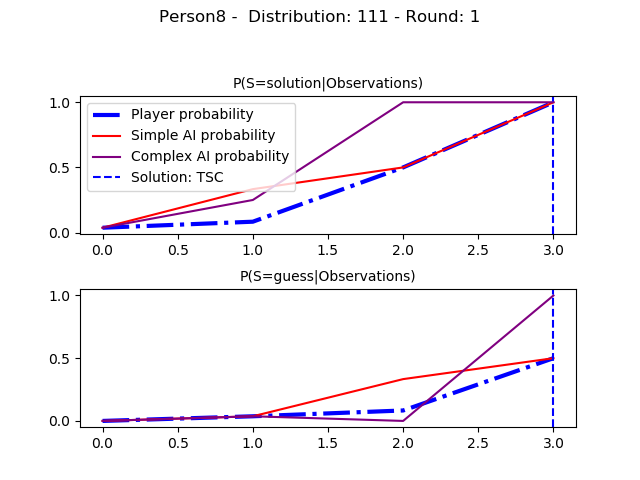 Person8 -  Distribution: 111 - Round: 1
P(S=solution|Observations)
1.0
0.5
0.0
Player probability
Simple AI probability
Complex AI probability
Solution: TSC
0.0 0.5 1.0 1.5 2.0 2.5 3.0
P(S=guess|Observations)
1.0
0.5
0.0
0.0 0.5 1.0 1.5 2.0 2.5 3.0